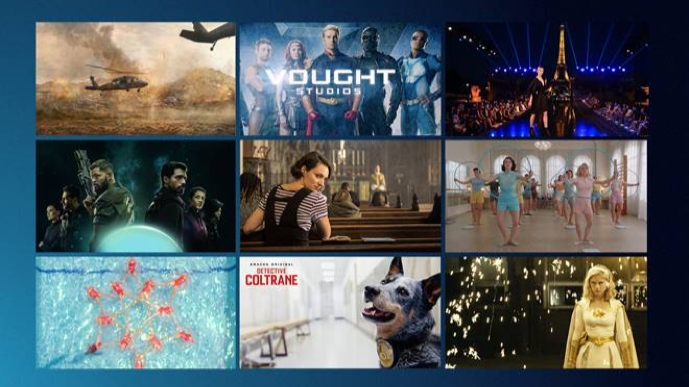 VOUGHT
STUDIOS
AMAZON ORIGINAL
DETECTIVE
COLTRANE